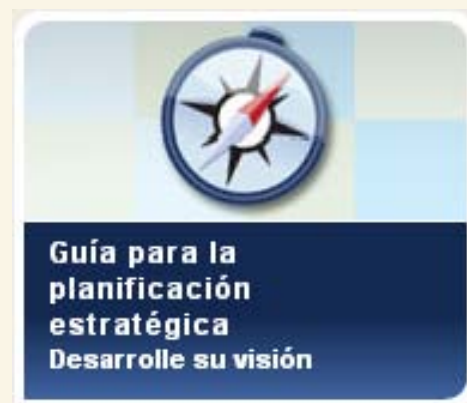 Guía para la
planificación
estratégica
Desarrolle su visión